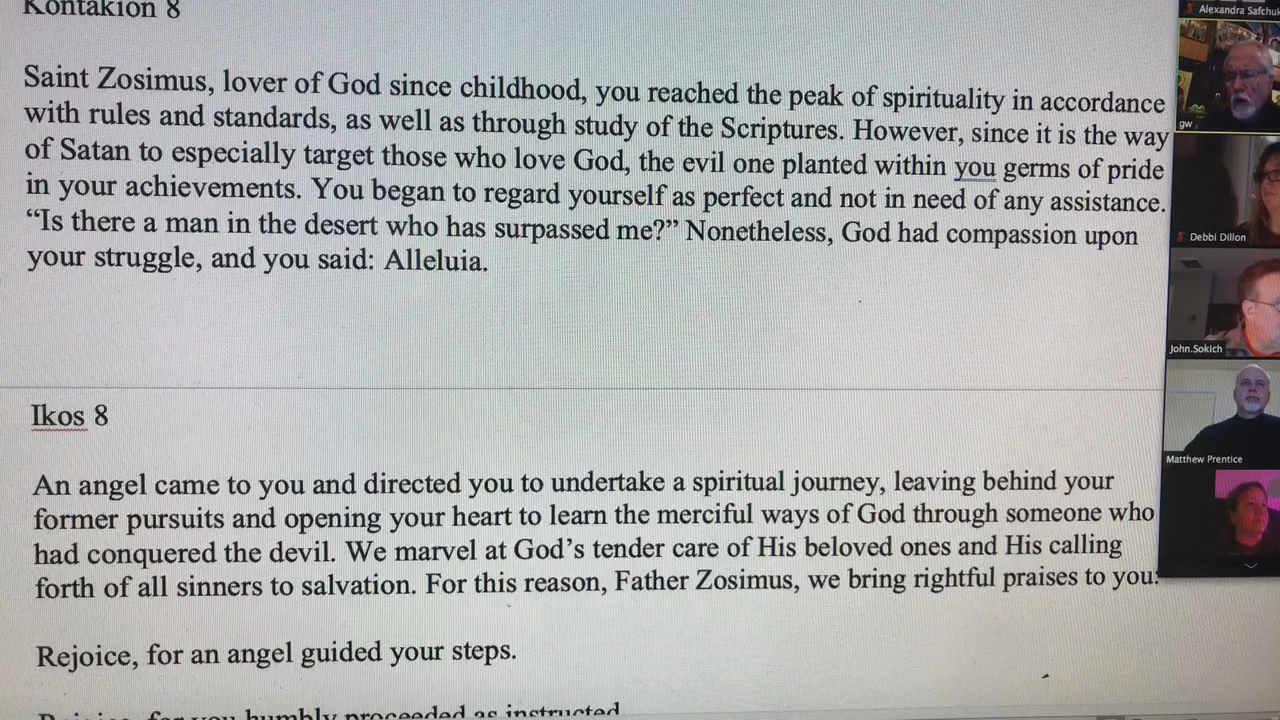 Kontakion 8
Saint Zosimus, lover of God since childhood, you reached the peak of spirituality in accordance
with rules and standards, as well as through study of the Scriptures. However, since it is the way
of Satan to especially target those who love God, the evil one planted within you germs of pride
in your achievements. You began to regard yourself as perfect and not in need of any assistance.
“Is there a man in the desert who has surpassed me?” Nonetheless, God had compassion upon
your struggle, and you said: Alleluia.
Ikos 8
An angel came to you and directed you to undertake a spiritual journey, leaving behind your
former pursuits and opening your heart to learn the merciful ways of God through someone who
had conquered the devil. We marvel at God’s tender care of His beloved ones and His calling
forth of all sinners to salvation. For this reason, Father Zosimus, we bring rightful praises to you:
Rejoice, for an angel guided your steps.
Rejoice, for you humbly proceeded as instructed
Alexandra Safchuk
gw
Debbi Dillon
John.Sokich
Matthew Prentice